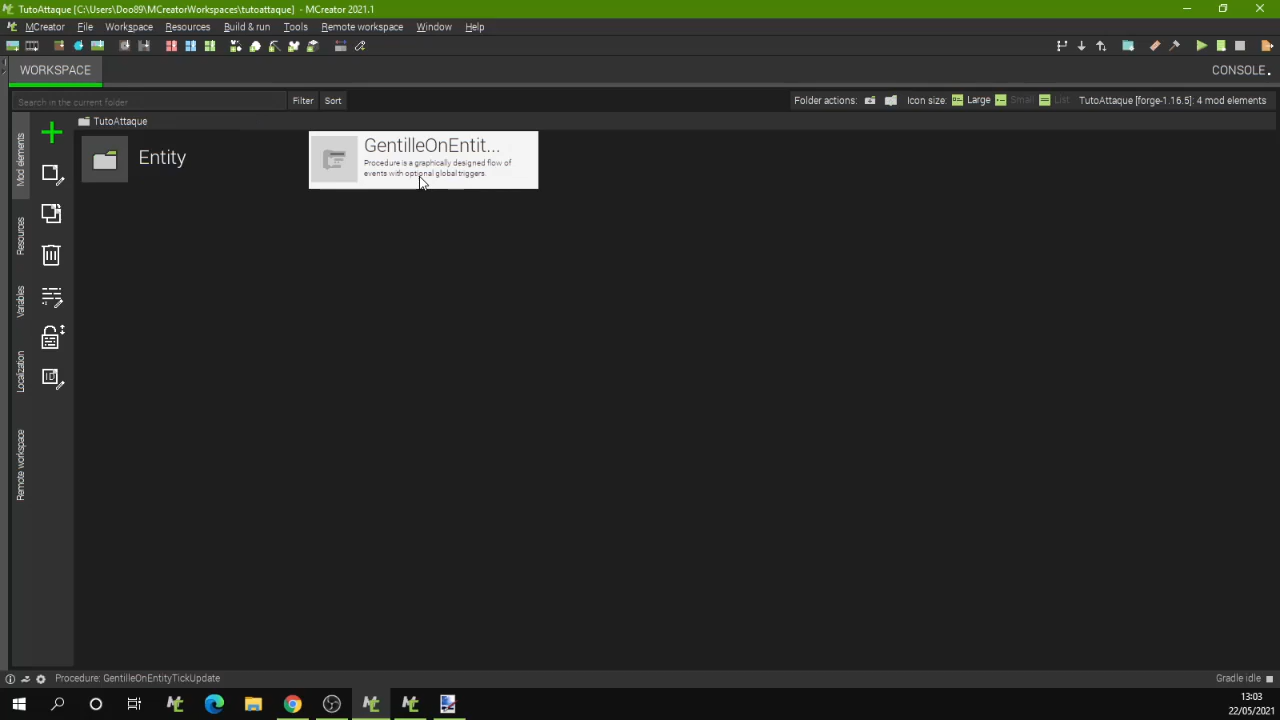 TutoAttaque [C:\Users\Doo89\MCreatorWorkspaces\tutoattaque] - MCreator 2021.1
MCreator File Workspace Resources Build & run Tools Remote workspace Window Help
WORKSPACE
CONSOLE
Search in the current folder
Filter
Sort
Folder actions:
Icon size: Large Small List
TutoAttaque [forge-1.16.5]: 4 mod elements
TutoAttaque
Mod elements
Resources
Variables
Localization
Remote workspace
Entity
GentilleOnEntit...
Procedure is a graphically designed flow of
events with optional global triggers.
Procedure: GentilleOnEntityTickUpdate
Gradle idle
13:03
22/05/2021